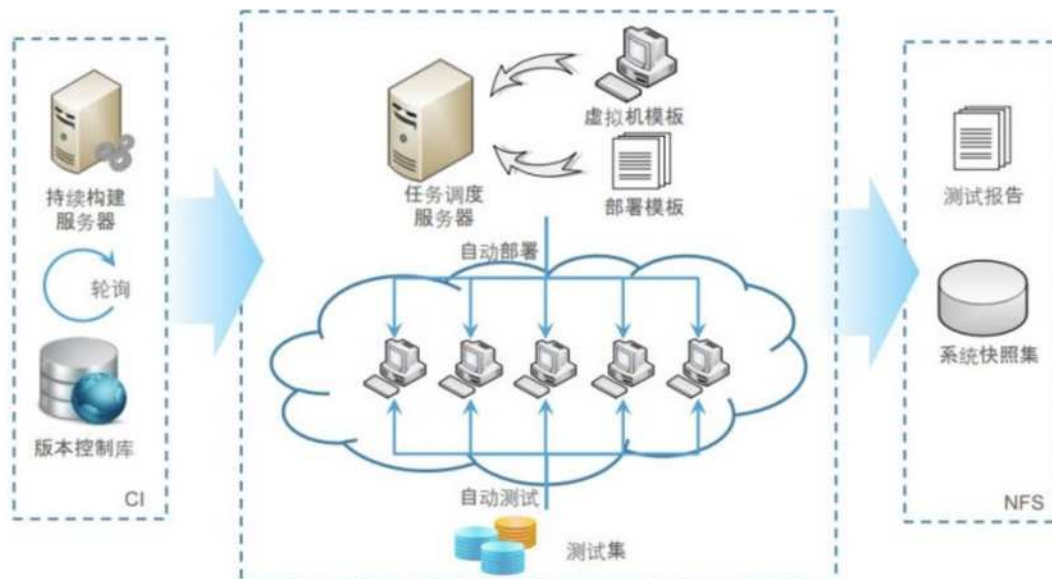 持续构建
服务器
轮询
版本控制库
CI
任务调度
服务器
虚拟机模板
部署模板
自动部署
自动测试
测试集
测试报告
系统快照集
NFS